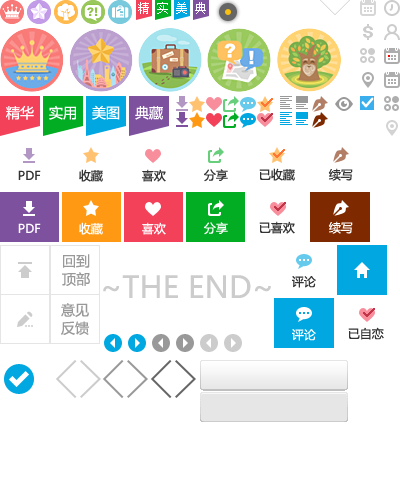 精 实 美 典
精华 实用 美图 典藏
PDF 收藏 喜欢 分享 已收藏 续写
PDF 收藏 喜欢 分享 已喜欢 续写
回到
顶部
~THE END~
评论
意见
反馈
评论
已自恋